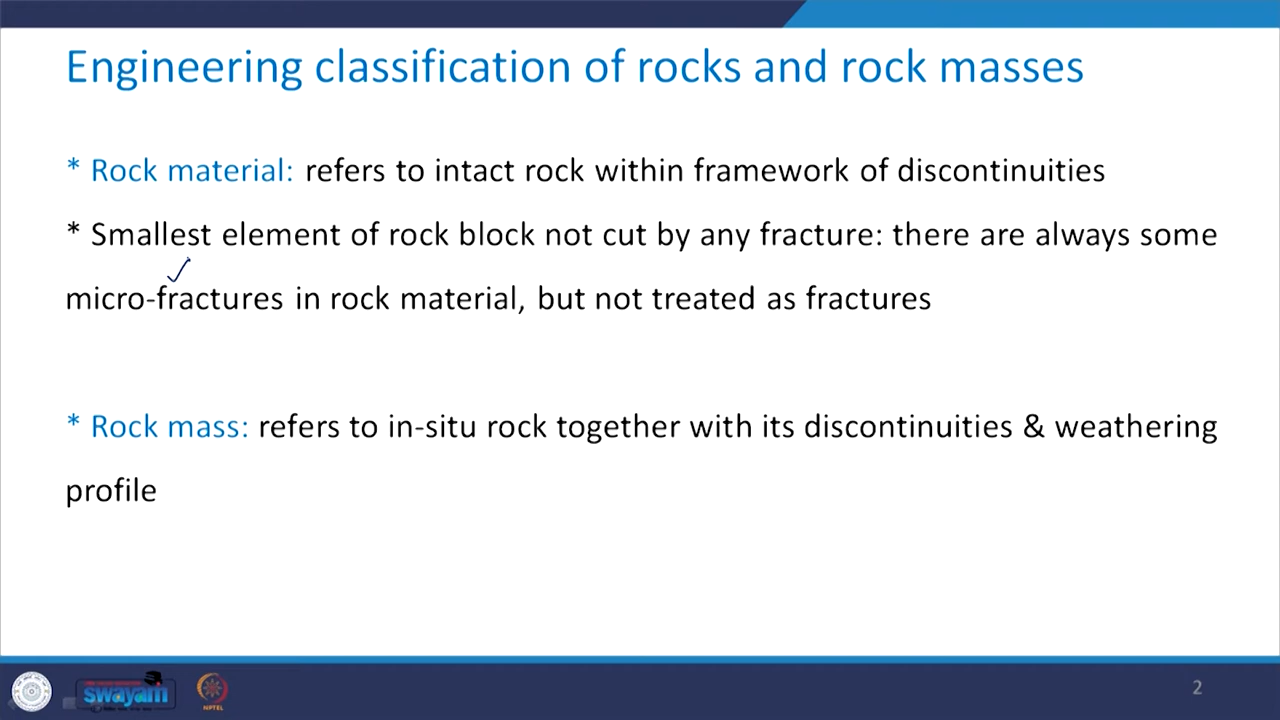 Engineering classification of rocks and rock masses
* Rock material: refers to intact rock within framework of discontinuities
* Smallest element of rock block not cut by any fracture: there are always some
micro-fractures in rock material, but not treated as fractures
* Rock mass: refers to in-situ rock together with its discontinuities & weathering
profile
swayam
NPTEL
2